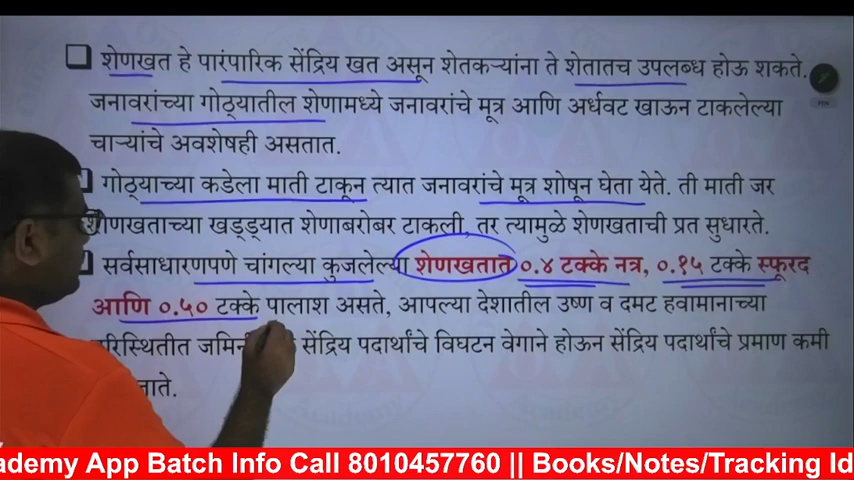 शेणखत हे पारंपारिक सेंद्रिय खत असून शेतकऱ्यांना ते शेतातच उपलब्ध होऊ शकते.
जनावरांच्या गोठ्यातील शेणामध्ये जनावरांचे मूत्र आणि अर्धवट खाऊन टाकलेल्या
चाऱ्यांचे अवशेषही असतात.
गोठ्याच्या कडेला माती टाकून त्यात जनावरांचे मूत्र शोषून घेता येते. ती माती जर
शेणखताच्या खड्ड्यात शेणाबरोबर टाकली, तर त्यामुळे शेणखताची प्रत सुधारते.
सर्वसाधारणपणे चांगल्या कुजलेल्या शेणखतात ०.४ टक्के नत्र, ०.१५ टक्के स्फूरद
आणि ०.५० टक्के पालाश असते, आपल्या देशातील उष्ण व दमट हवामानाच्या
सेंद्रिय पदार्थांचे विघटन वेगाने होऊन सेंद्रिय पदार्थांचे प्रमाण कमी
ademy App Batch Info Call 8010457760 || Books/Notes/Tracking Id